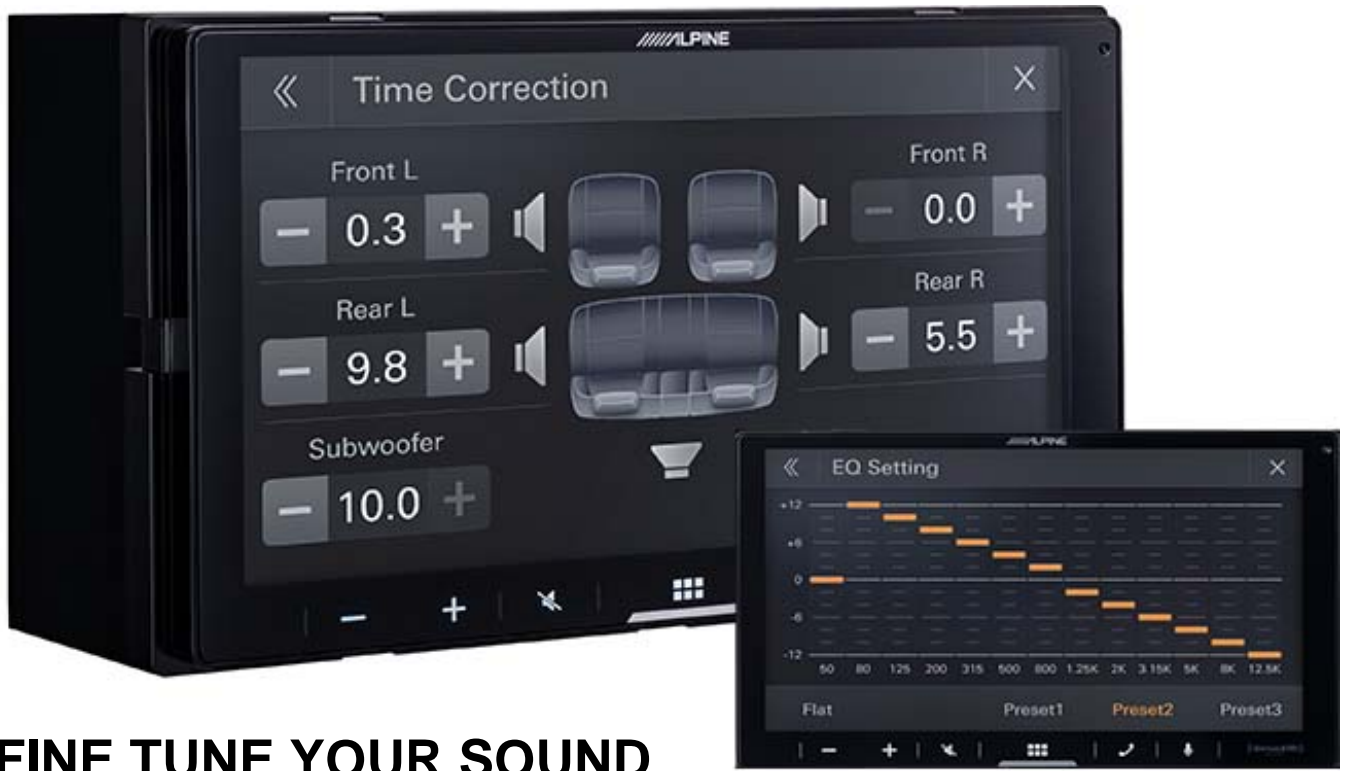 ALPINE
Time Correction
Front L
Front R
0.3
0.0
Rear L
Rear R
9.8
5.5
Subwoofer
10.0
ALPINE
EQ Setting
+12
+6
0
-6
-12
50 80 125 200 315 500 800 1.25K 2K 3.15K 5K 8K 12.5K
Flat Preset1 Preset2 Preset3
FINE TUNE YOUR SOUND